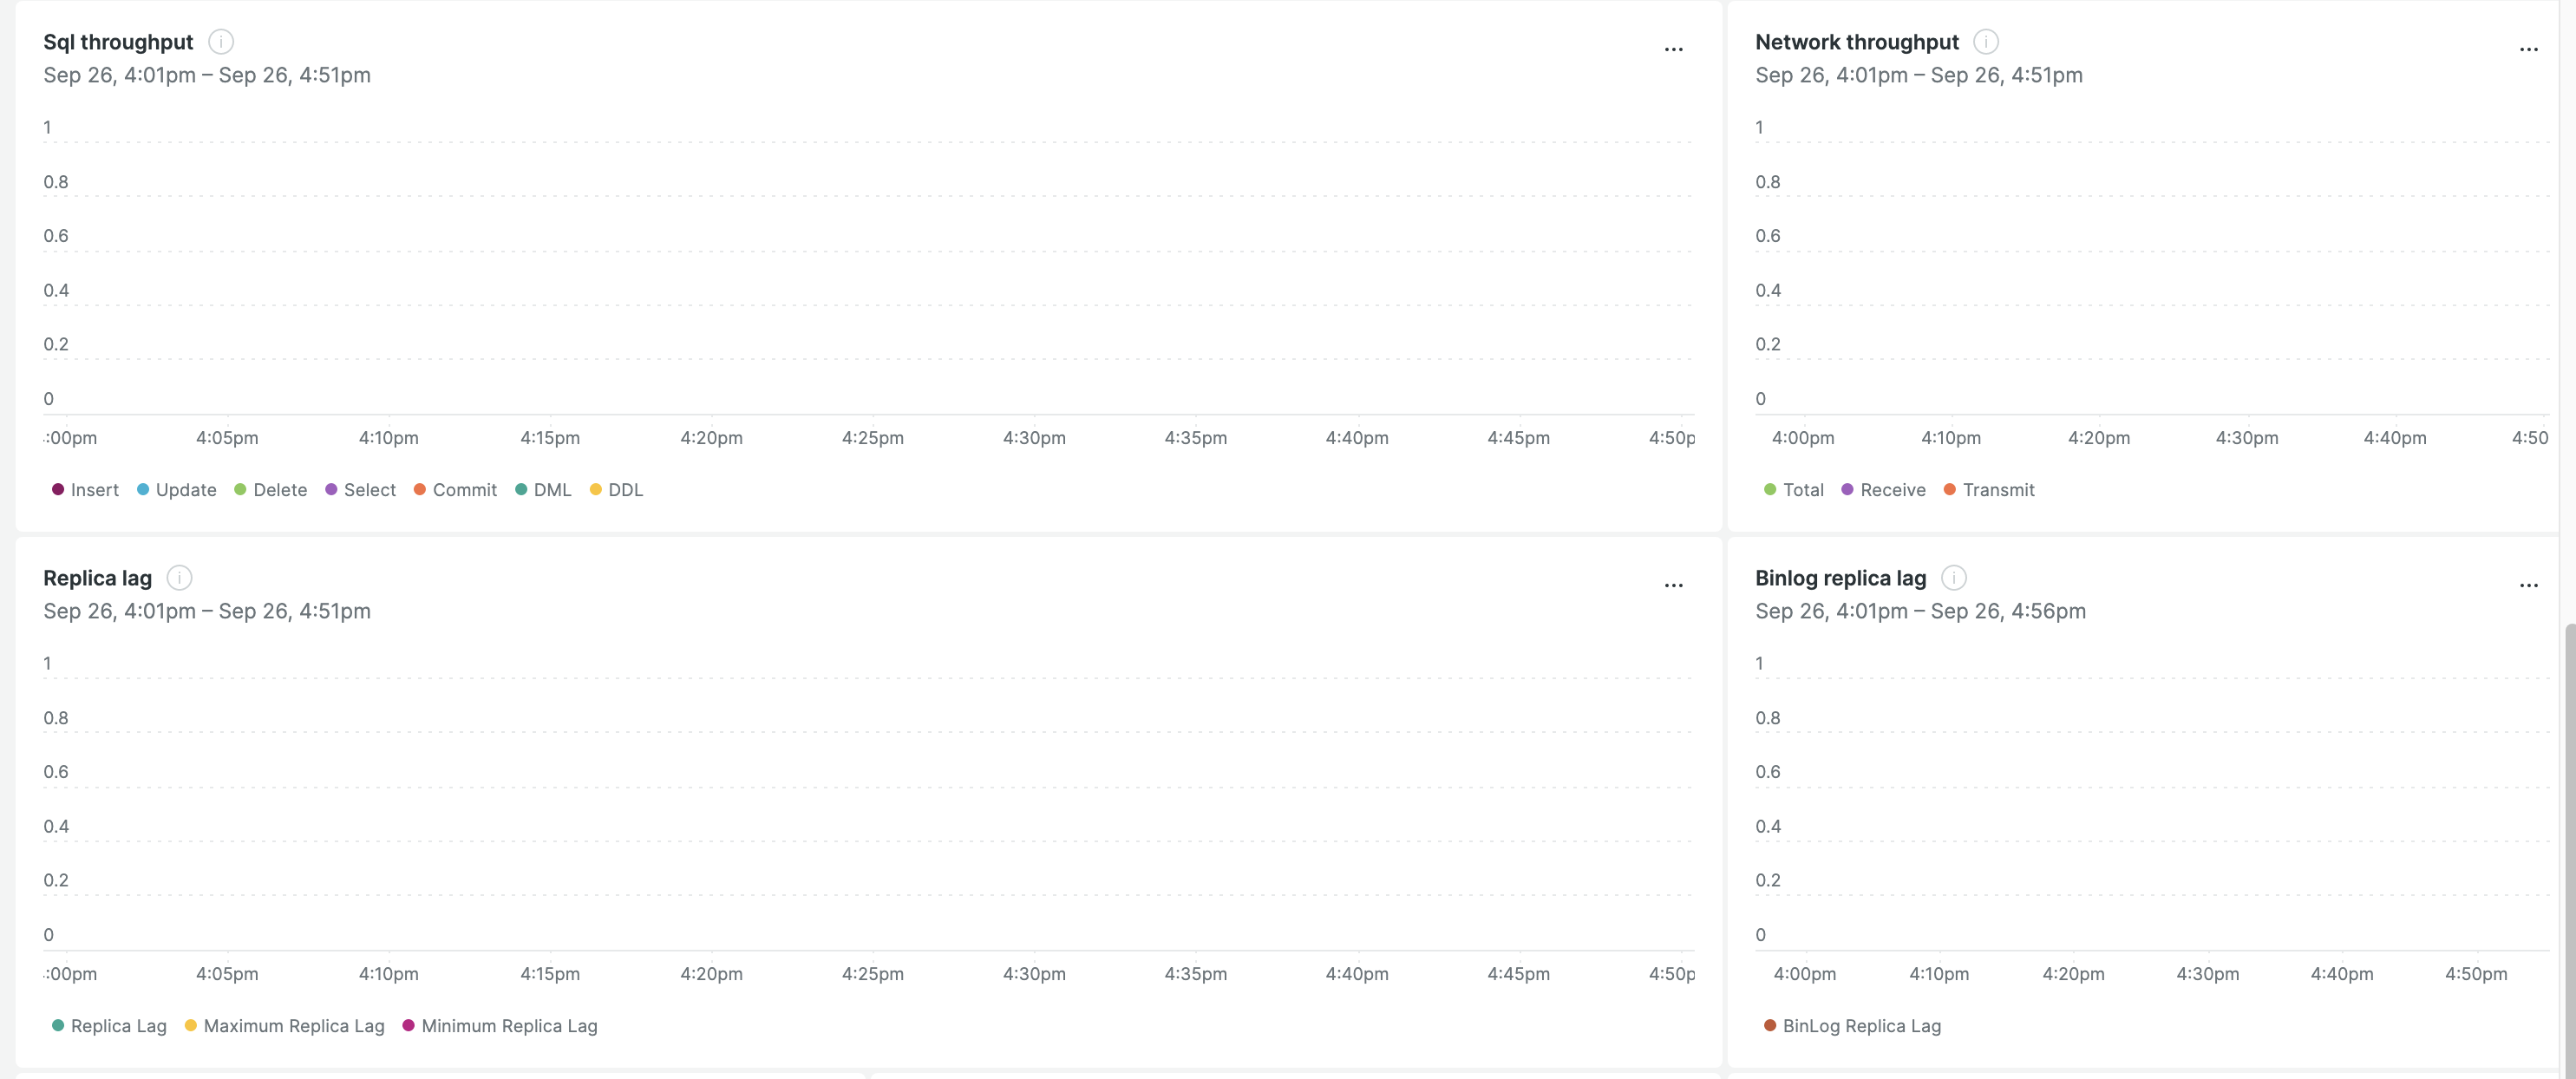 Sql throughput
Sep 26, 4:01pm – Sep 26, 4:51pm
1
0.8
0.6
0.4
0.2
0
:00pm 4:05pm 4:10pm 4:15pm 4:20pm 4:25pm 4:30pm 4:35pm 4:40pm 4:45pm 4:50p
Insert Update Delete Select Commit DML DDL
Network throughput
Sep 26, 4:01pm – Sep 26, 4:51pm
1
0.8
0.6
0.4
0.2
0
4:00pm 4:10pm 4:20pm 4:30pm 4:40pm 4:50
Total Receive Transmit
Replica lag
Sep 26, 4:01pm – Sep 26, 4:51pm
1
0.8
0.6
0.4
0.2
0
:00pm 4:05pm 4:10pm 4:15pm 4:20pm 4:25pm 4:30pm 4:35pm 4:40pm 4:45pm 4:50p
Replica Lag Maximum Replica Lag Minimum Replica Lag
Binlog replica lag
Sep 26, 4:01pm – Sep 26, 4:56pm
1
0.8
0.6
0.4
0.2
0
4:00pm 4:10pm 4:20pm 4:30pm 4:40pm 4:50pm
BinLog Replica Lag